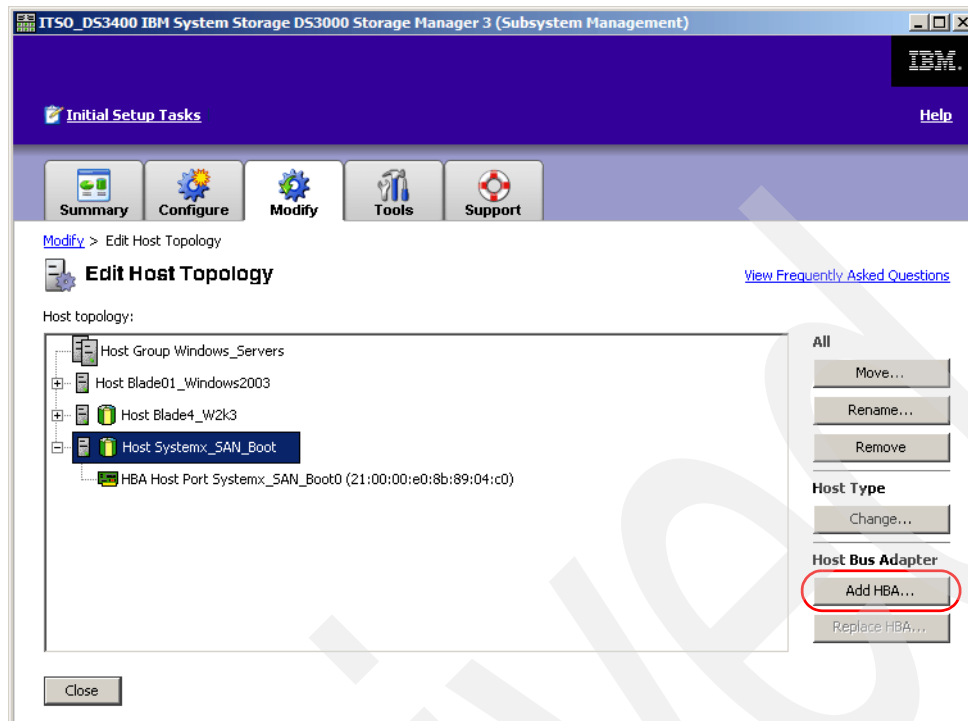 ITSO_DS3400 IBM System Storage DS3000 Storage Manager 3 (Subsystem Management)
IBM.
Initial Setup Tasks
Help
Summary
Configure
Modify
Tools
Support
Modify > Edit Host Topology
Edit Host Topology
View Frequently Asked Questions
Host topology:
Host Group Windows_Servers
Host Blade01_Windows2003
Host Blade4_W2k3
Host Systemx_SAN_Boot
HBA Host Port Systemx_SAN_Boot0 (21:00:00:e0:8b:89:04:c0)
All
Move...
Rename...
Remove
Host Type
Change...
Host Bus Adapter
Add HBA...
Replace HBA...
Close